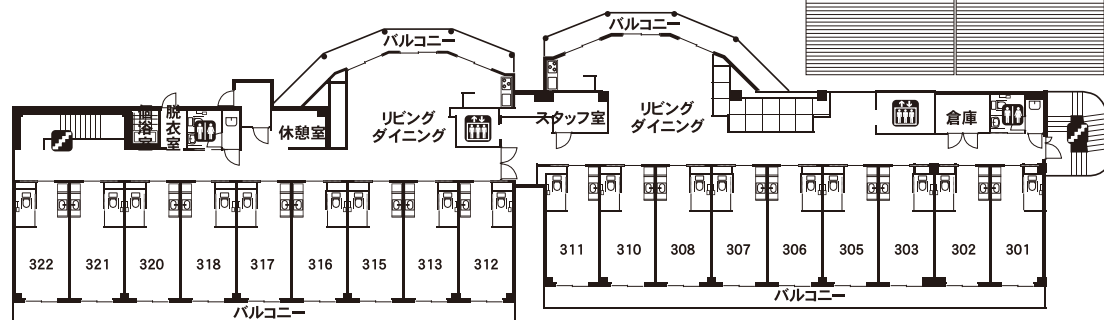 バルコニー
バルコニー
個浴室
脱衣室
休憩室
リビング
ダイニング
スタッフ室
リビング
ダイニング
倉庫
322
321
320
318
317
316
315
313
312
311
310
308
307
306
305
303
302
301
バルコニー
バルコニー